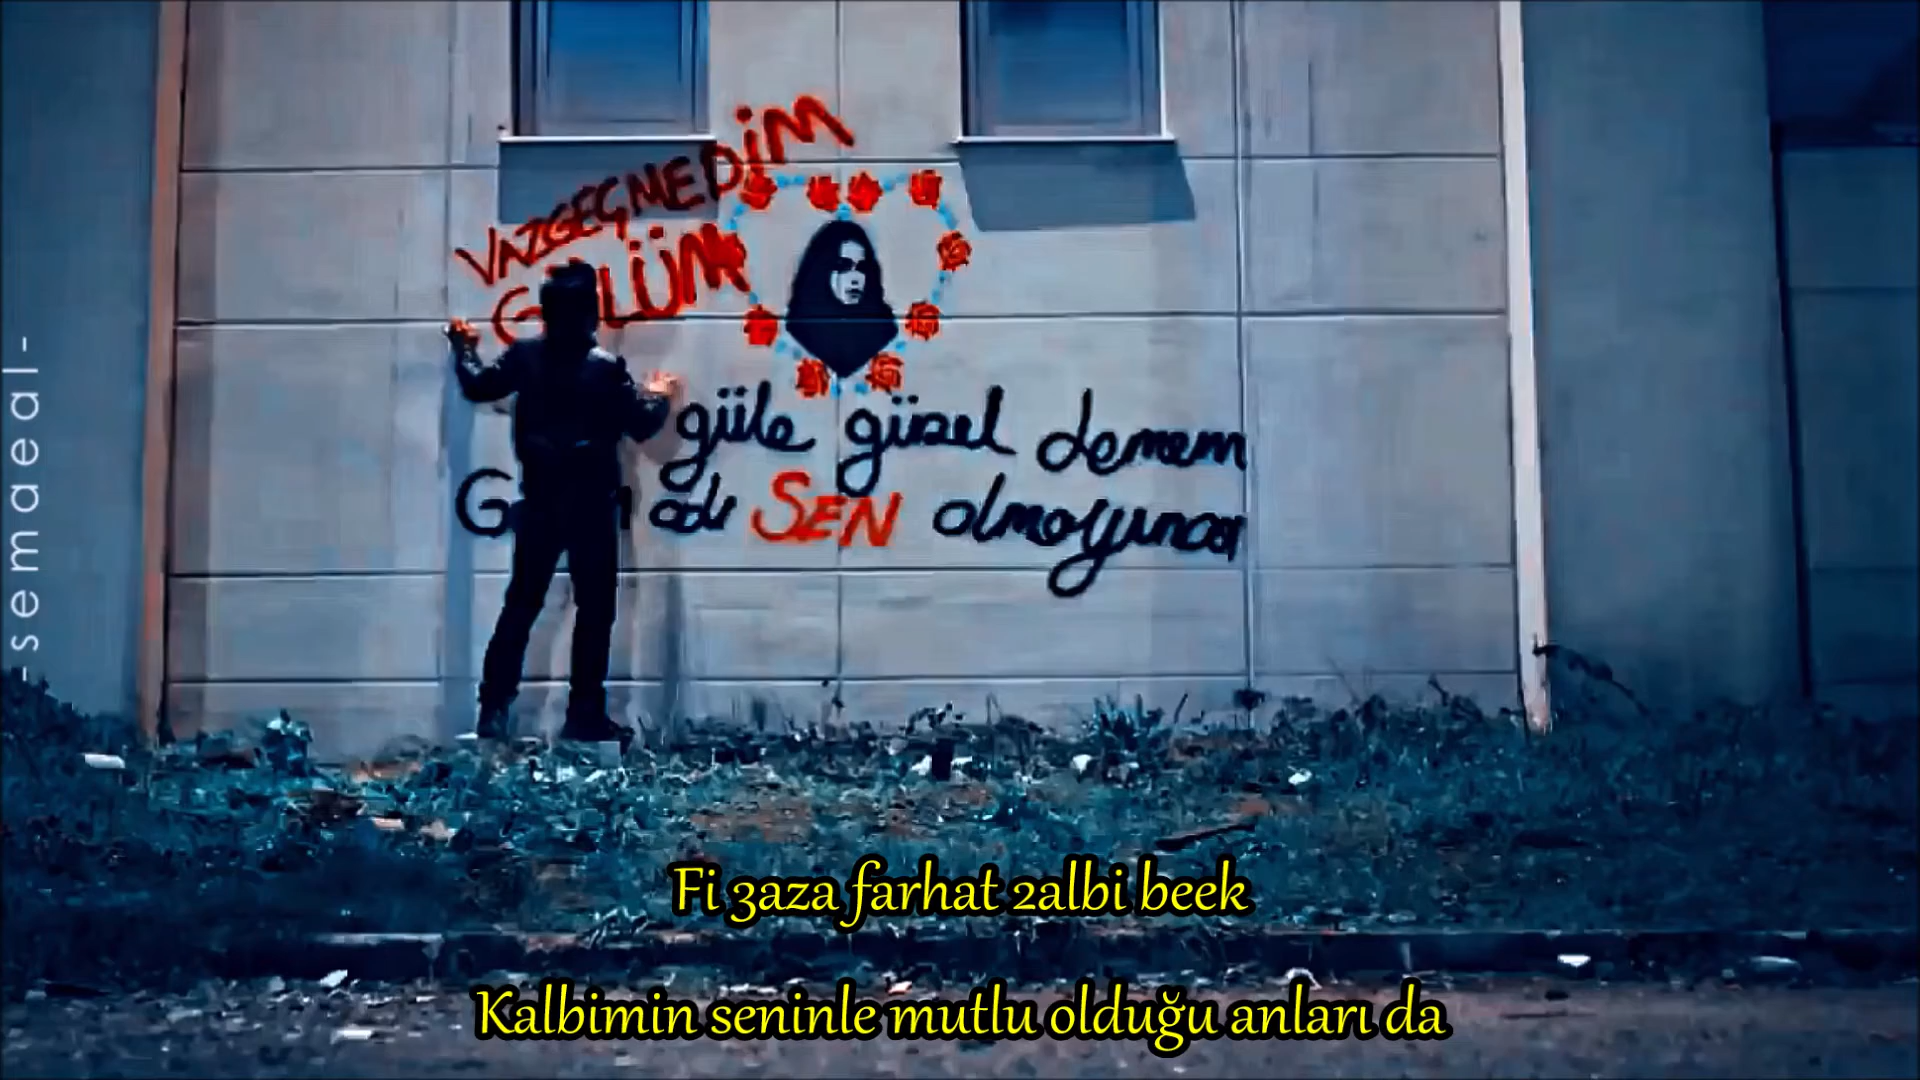 VAZGEÇMEDİM
GÜLÜM
güle güzel demem
adı SEN olmayınca
-semaeal-
Fi 3aza farhat 2albi beek
Kalbimin seninle mutlu olduğu anları da